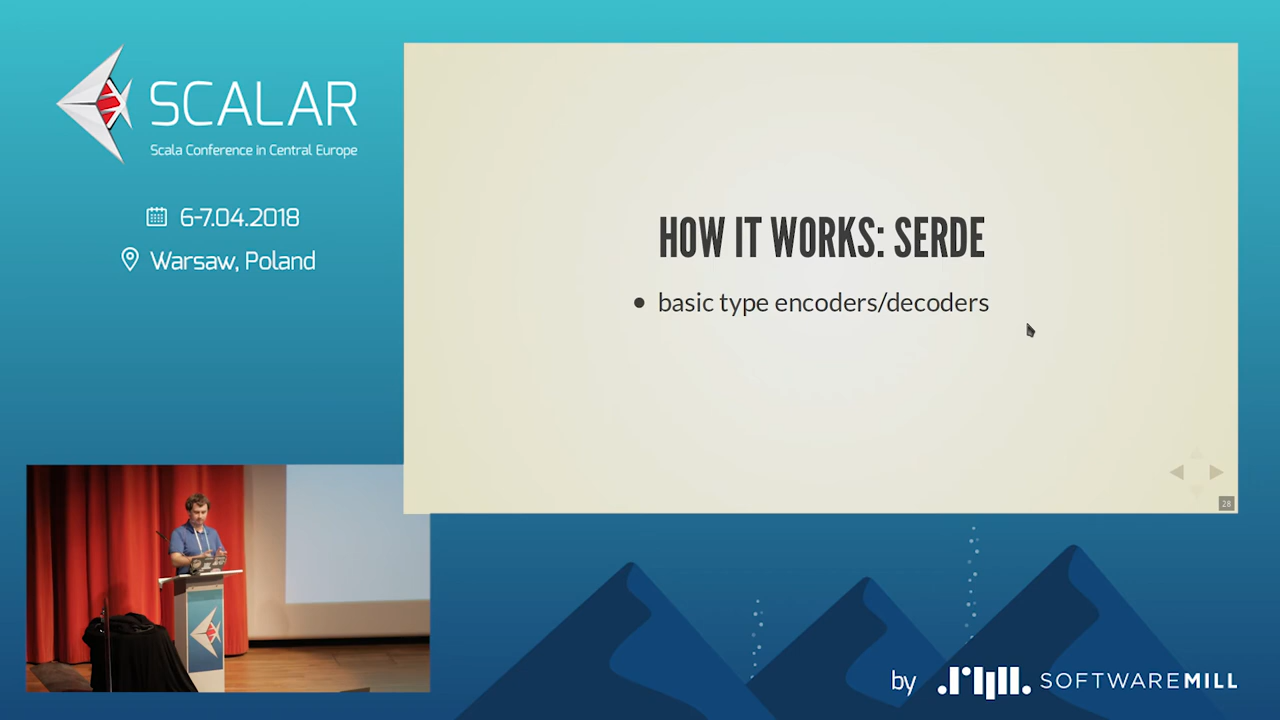 SCALAR
Scala Conference in Central Europe
6-7.04.2018
Warsaw, Poland
HOW IT WORKS: SERDE
• basic type encoders/decoders
28
by SOFTWAREMILL